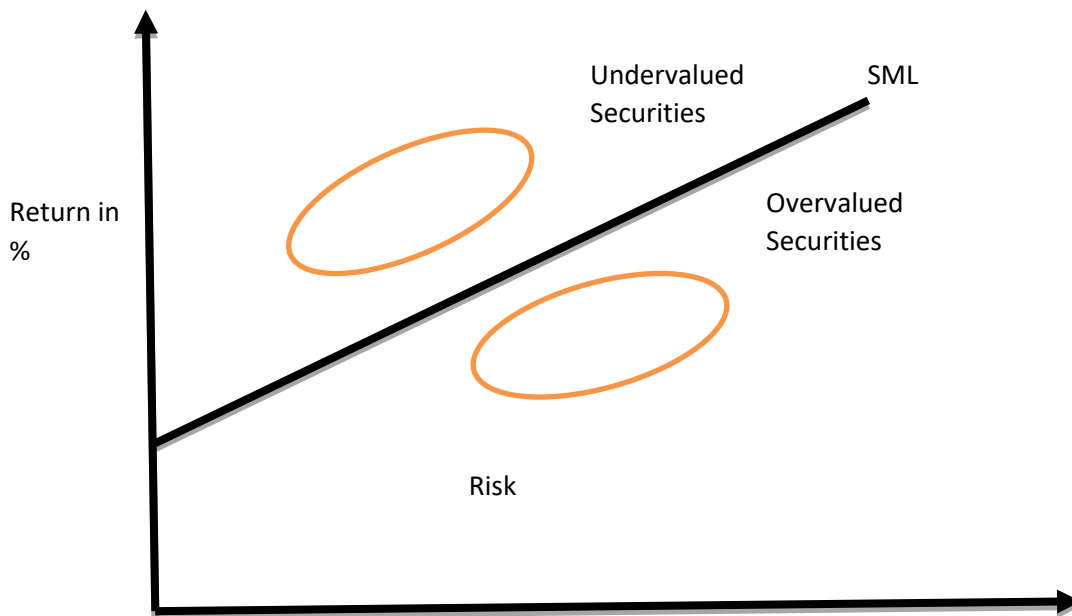 Undervalued
Securities
SML
Return in
%
Overvalued
Securities
Risk